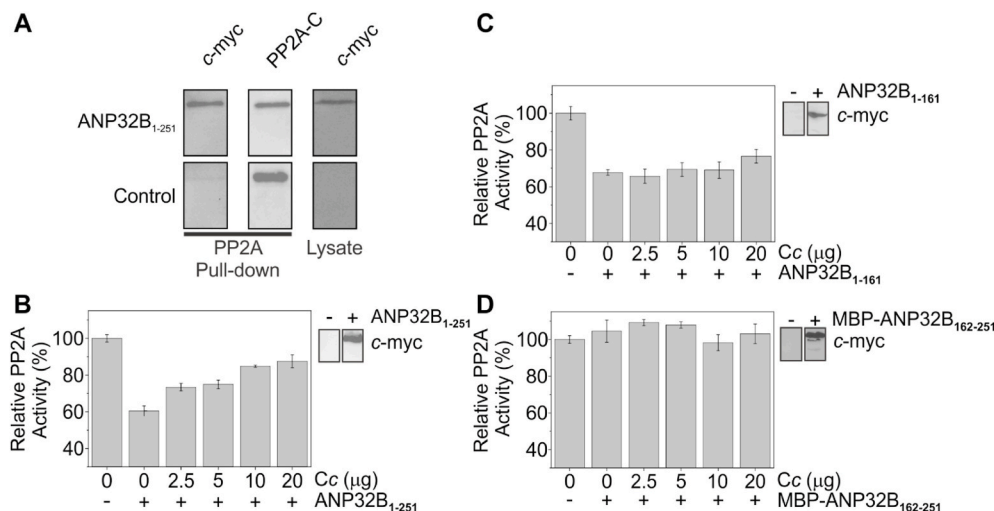 A
c-myc
PP2A-C
c-myc
ANP32B1-251
Control
PP2A
Pull-down
Lysate
B
Relative PP2A
Activity (%)
100
80
60
40
0 0 2.5 5 10 20 Cc (µg)
- + + + + + ANP32B1-251
- + ANP32B1-251
c-myc
C
Relative PP2A
Activity (%)
100
80
60
40
0 0 2.5 5 10 20 Cc (µg)
- + + + + + ANP32B1-161
- + ANP32B1-161
c-myc
D
Relative PP2A
Activity (%)
100
80
60
40
0 0 2.5 5 10 20 Cc (µg)
- + + + + + MBP-ANP32B162-251
- + MBP-ANP32B162-251
c-myc